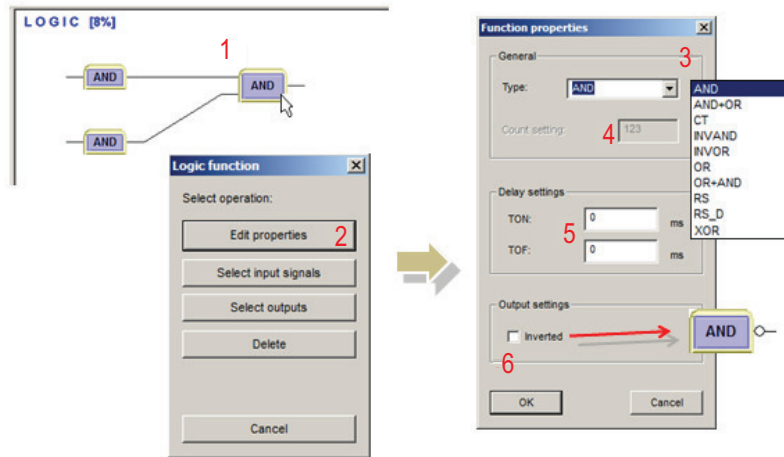 LOGIC [8%]
1
AND
AND
AND
Logic function
Select operation:
Edit properties
2
Select input signals
Select outputs
Delete
Cancel
Function properties
General
3
Type:
AND
Count setting:
4
123
AND
AND+OR
CT
INVAND
INVOR
OR
OR+AND
RS
RS_D
XOR
Delay settings
TON:
0
ms
5
TOF:
0
ms
Output settings
Inverted
AND
6
OK
Cancel